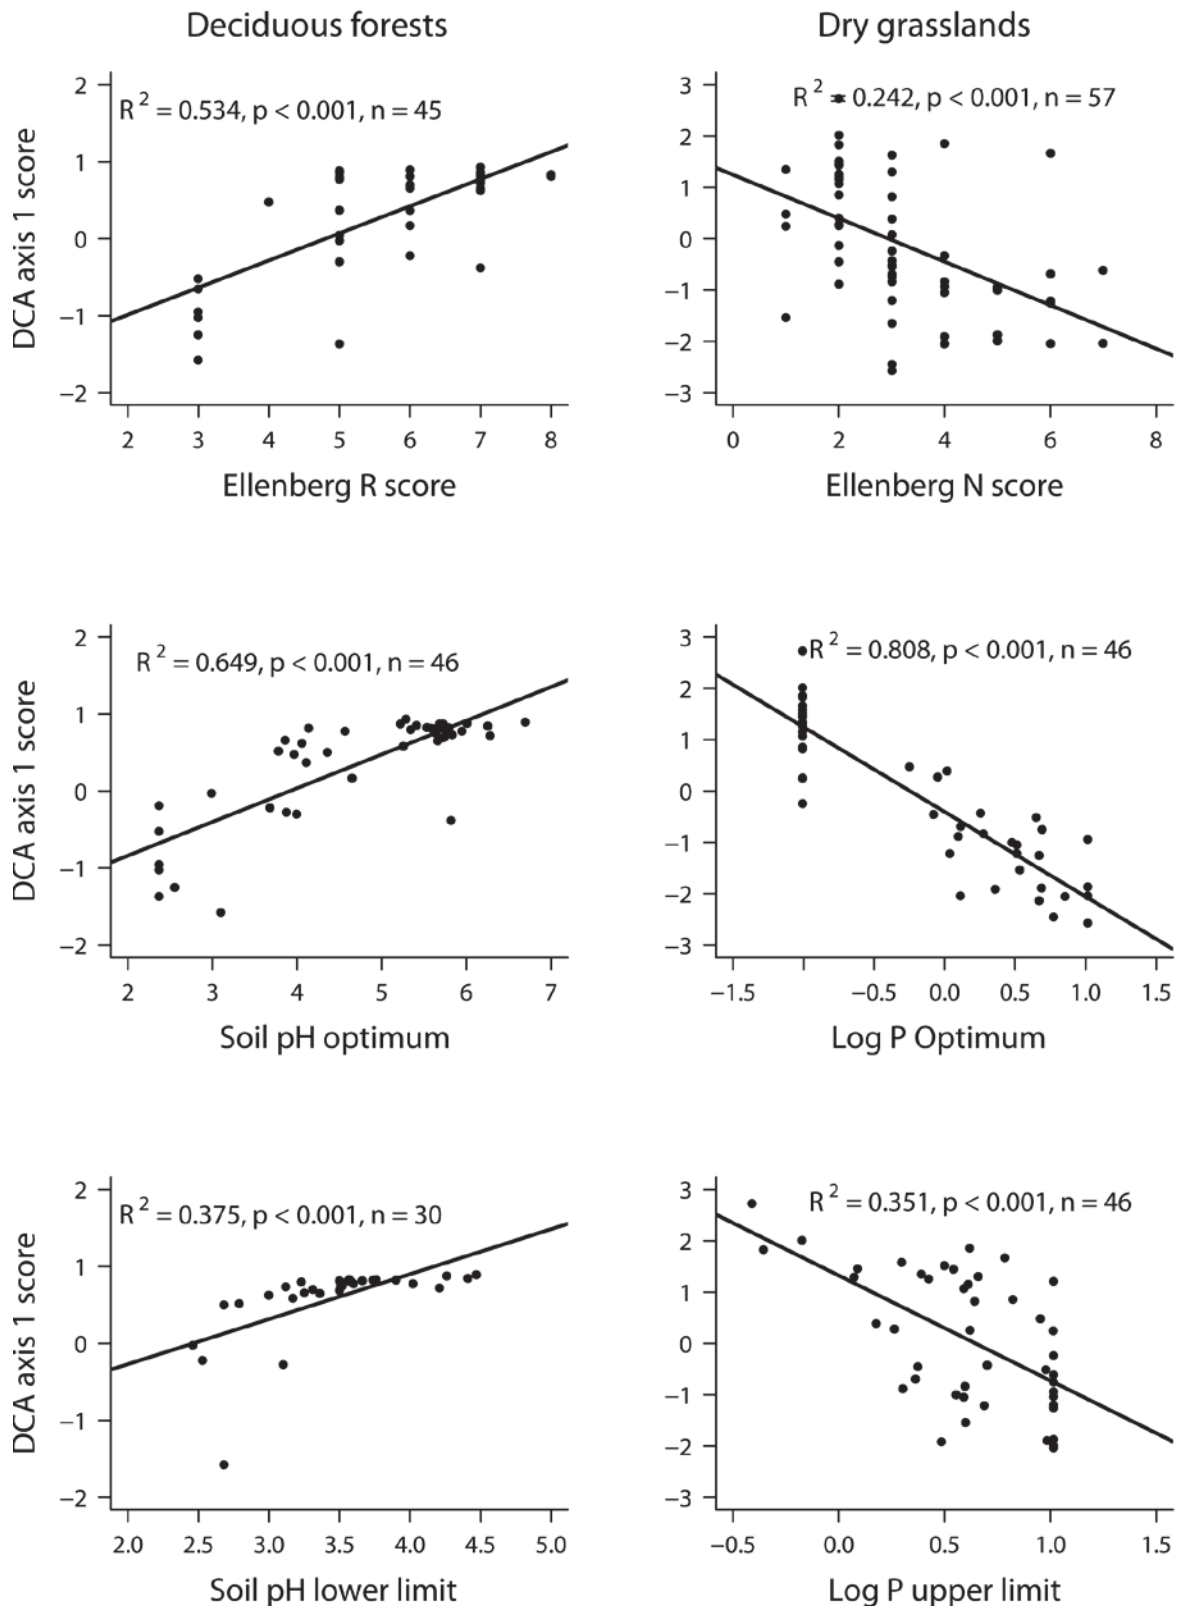 Deciduous forests
Dry grasslands
DCA axis 1 score
2
1
0
−1
−2
R² = 0.534, p < 0.001, n = 45
2 3 4 5 6 7 8
Ellenberg R score
3
2
1
0
−1
−2
−3
R² = 0.242, p < 0.001, n = 57
0 2 4 6 8
Ellenberg N score
DCA axis 1 score
2
1
0
−1
−2
R² = 0.649, p < 0.001, n = 46
2 3 4 5 6 7
Soil pH optimum
3
2
1
0
−1
−2
−3
R² = 0.808, p < 0.001, n = 46
−1.5 −0.5 0.0 0.5 1.0 1.5
Log P Optimum
DCA axis 1 score
2
1
0
−1
−2
R² = 0.375, p < 0.001, n = 30
2.0 2.5 3.0 3.5 4.0 4.5 5.0
Soil pH lower limit
3
2
1
0
−1
−2
−3
R² = 0.351, p < 0.001, n = 46
−0.5 0.0 0.5 1.0 1.5
Log P upper limit